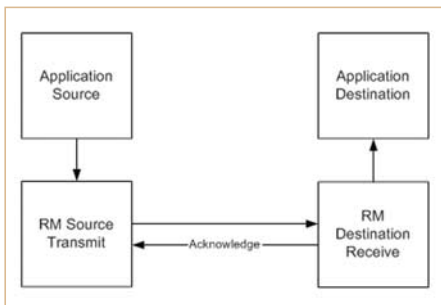 Application
Source
Application
Destination
RM Source
Transmit
Acknowledge
RM
Destination
Receive